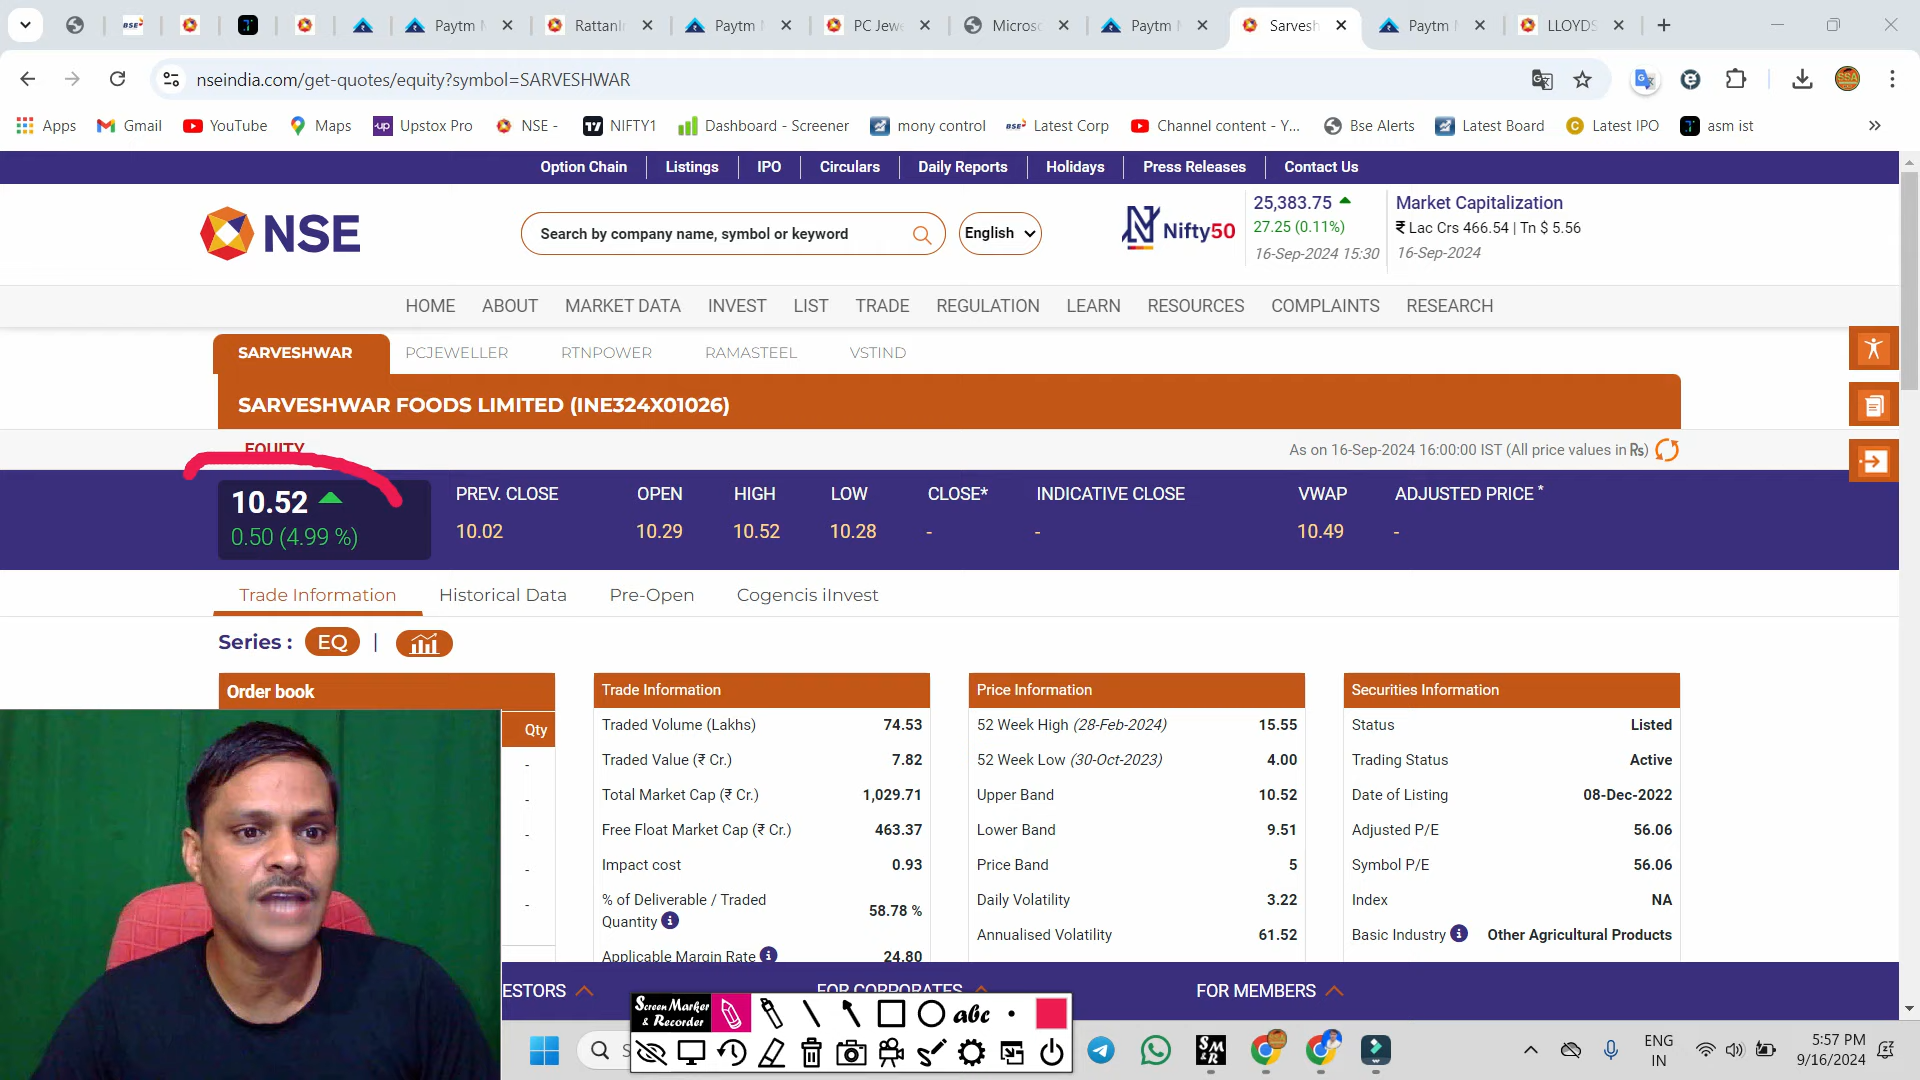 BSE
Paytm
RattanIn
Paytm
PC Jewe
Microso
Paytm
Sarvesh
Paytm
LLOYDS
nseindia.com/get-quotes/equity?symbol=SARVESHWAR
Apps
Gmail
YouTube
Maps
Upstox Pro
NSE -
NIFTY1
Dashboard - Screener
mony control
Latest Corp
Channel content - Y...
Bse Alerts
Latest Board
Latest IPO
asm ist
Option Chain
Listings
IPO
Circulars
Daily Reports
Holidays
Press Releases
Contact Us
NSE
Search by company name, symbol or keyword
English
Nifty50
25,383.75
27.25 (0.11%)
16-Sep-2024 15:30
Market Capitalization
₹ Lac Crs 466.54 | Tn $ 5.56
16-Sep-2024
HOME
ABOUT
MARKET DATA
INVEST
LIST
TRADE
REGULATION
LEARN
RESOURCES
COMPLAINTS
RESEARCH
SARVESHWAR
PCJEWELLER
RTNPOWER
RAMASTEEL
VSTIND
SARVESHWAR FOODS LIMITED (INE324X01026)
EQUITY
As on 16-Sep-2024 16:00:00 IST (All price values in ₨)
10.52
0.50 (4.99 %)
PREV. CLOSE
OPEN
HIGH
LOW
CLOSE*
INDICATIVE CLOSE
VWAP
ADJUSTED PRICE *
10.02
10.29
10.52
10.28
-
-
10.49
-
Trade Information
Historical Data
Pre-Open
Cogencis iInvest
Series : EQ |
Order book
Qty
-
-
-
-
-
Trade Information
Traded Volume (Lakhs) 74.53
Traded Value (₹ Cr.) 7.82
Total Market Cap (₹ Cr.) 1,029.71
Free Float Market Cap (₹ Cr.) 463.37
Impact cost 0.93
% of Deliverable / Traded
Quantity 58.78 %
Applicable Margin Rate 24.80
Price Information
52 Week High (28-Feb-2024) 15.55
52 Week Low (30-Oct-2023) 4.00
Upper Band 10.52
Lower Band 9.51
Price Band 5
Daily Volatility 3.22
Annualised Volatility 61.52
Securities Information
Status Listed
Trading Status Active
Date of Listing 08-Dec-2022
Adjusted P/E 56.06
Symbol P/E 56.06
Index NA
Basic Industry Other Agricultural Products
ESTORS
FOR CORPORATES
FOR MEMBERS
Screen Marker
& Recorder
abc
S
SM
&R
ENG
IN
5:57 PM
9/16/2024